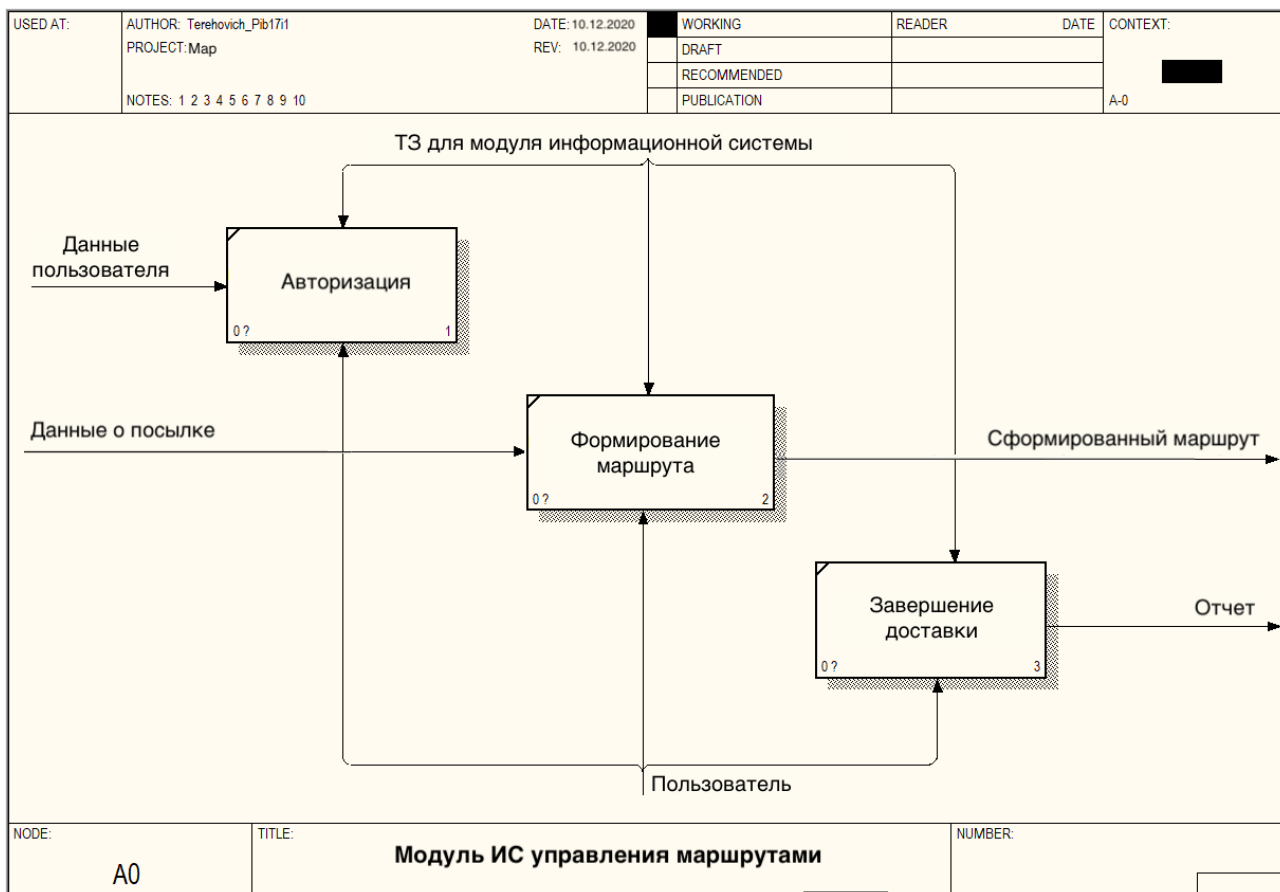 USED AT:
AUTHOR: Terehovich_Pib17i1
DATE: 10.12.2020
PROJECT: Map
REV: 10.12.2020
NOTES: 1 2 3 4 5 6 7 8 9 10
WORKING
DRAFT
RECOMMENDED
PUBLICATION
READER DATE
CONTEXT:
A-0
ТЗ для модуля информационной системы
Данные
пользователя
Авторизация
0 ? 1
Данные о посылке
Формирование
маршрута
0 ? 2
Сформированный маршрут
Завершение
доставки
0 ? 3
Отчет
Пользователь
NODE:
A0
TITLE:
Модуль ИС управления маршрутами
NUMBER: